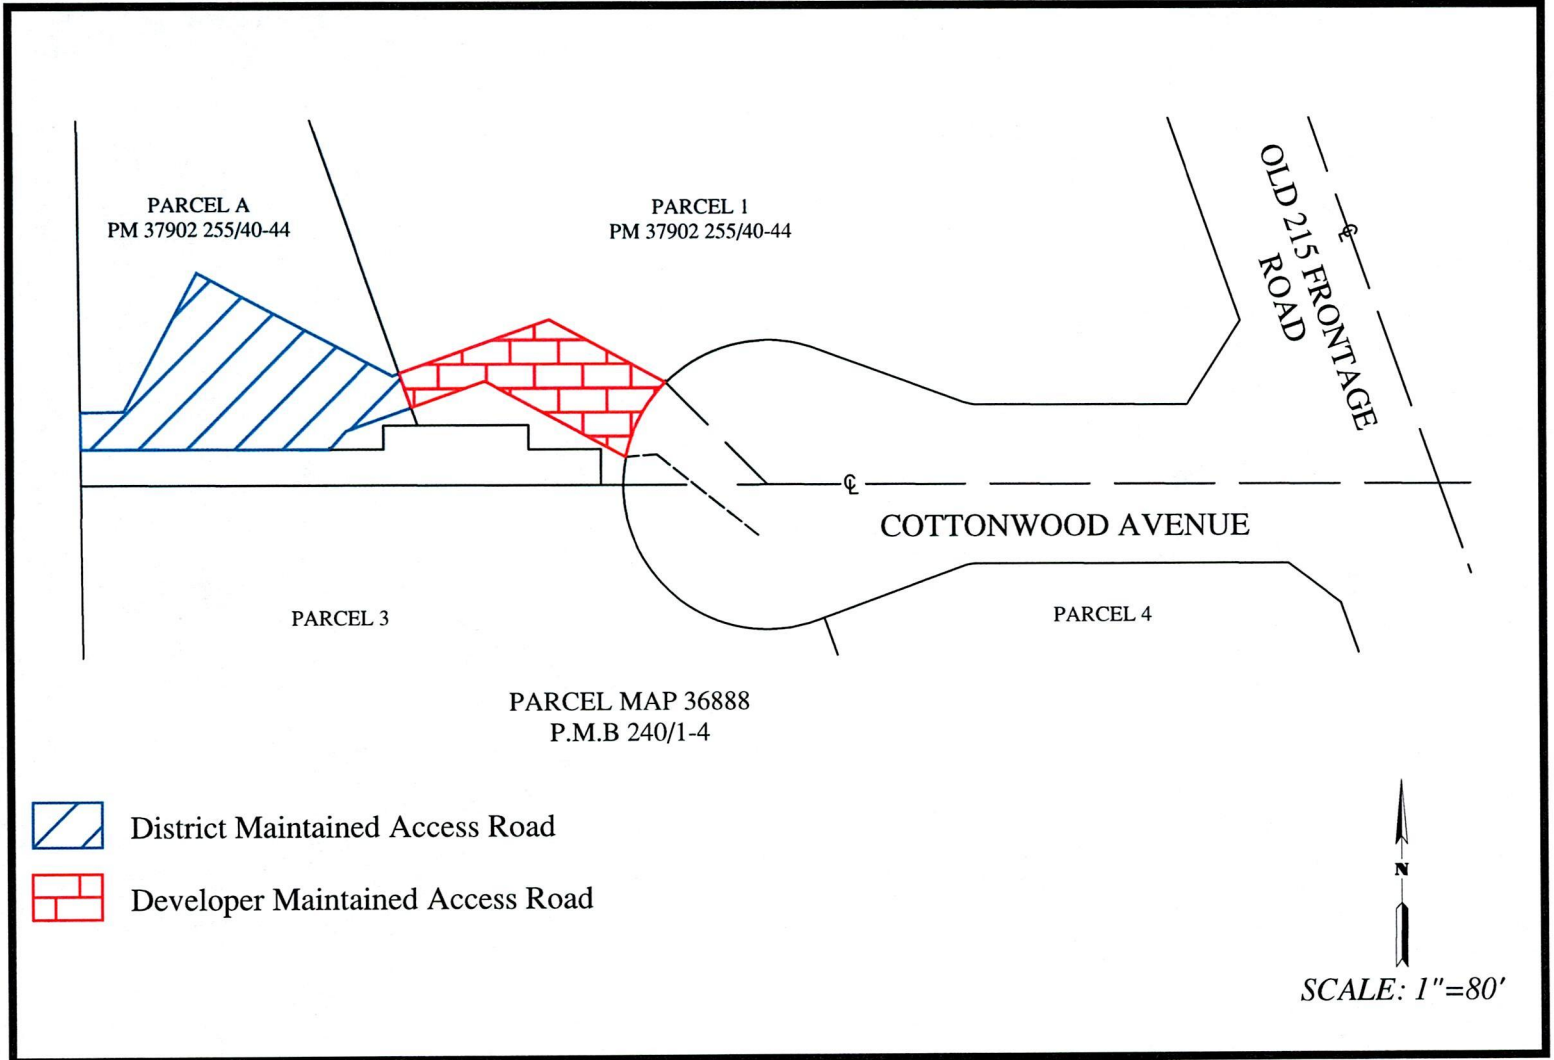 PARCEL A
PM 37902 255/40-44
PARCEL 1
PM 37902 255/40-44
OLD 215 FRONTAGE
ROAD
℄
℄
COTTONWOOD AVENUE
PARCEL 3
PARCEL 4
PARCEL MAP 36888
P.M.B 240/1-4
District Maintained Access Road
Developer Maintained Access Road
N
SCALE: 1"=80'